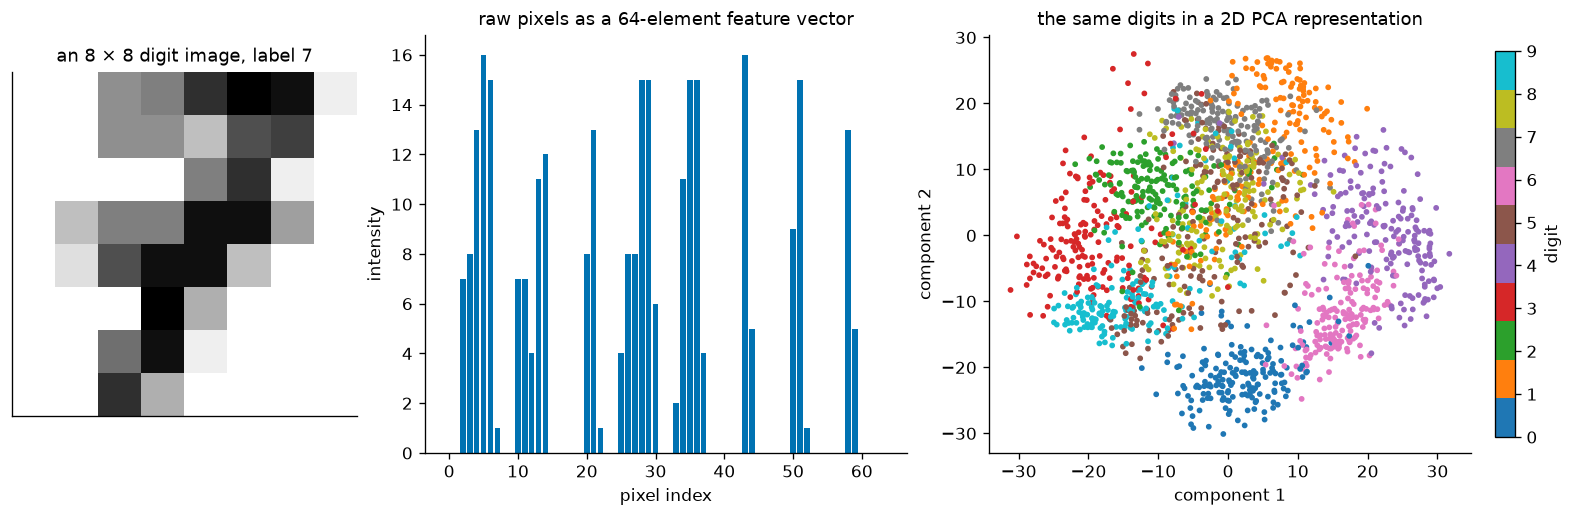 an 8 × 8 digit image, label 7
raw pixels as a 64-element feature vector
intensity
16
14
12
10
8
6
4
2
0
0 10 20 30 40 50 60
pixel index
the same digits in a 2D PCA representation
component 2
30
20
10
0
−10
−20
−30
−30 −20 −10 0 10 20 30
component 1
9
8
7
6
5
4
3
2
1
0
digit